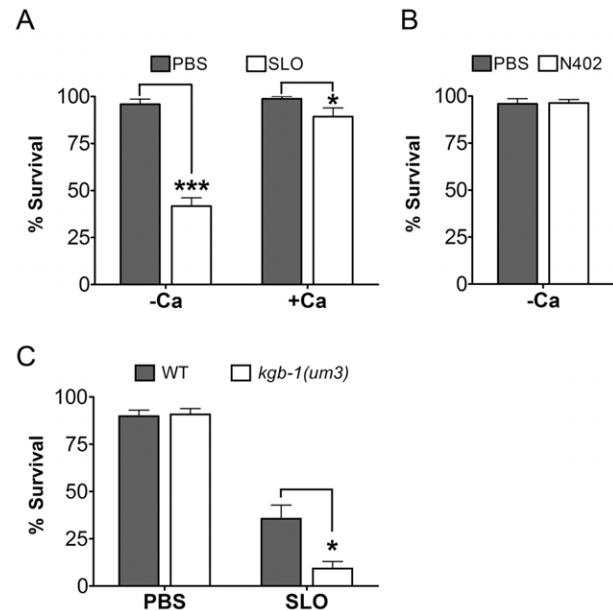 A
PBS SLO
% Survival
100
75
50
25
0
***
*
-Ca +Ca
B
PBS N402
% Survival
100
75
50
25
0
-Ca
C
WT kgb-1(um3)
% Survival
100
75
50
25
0
*
PBS SLO